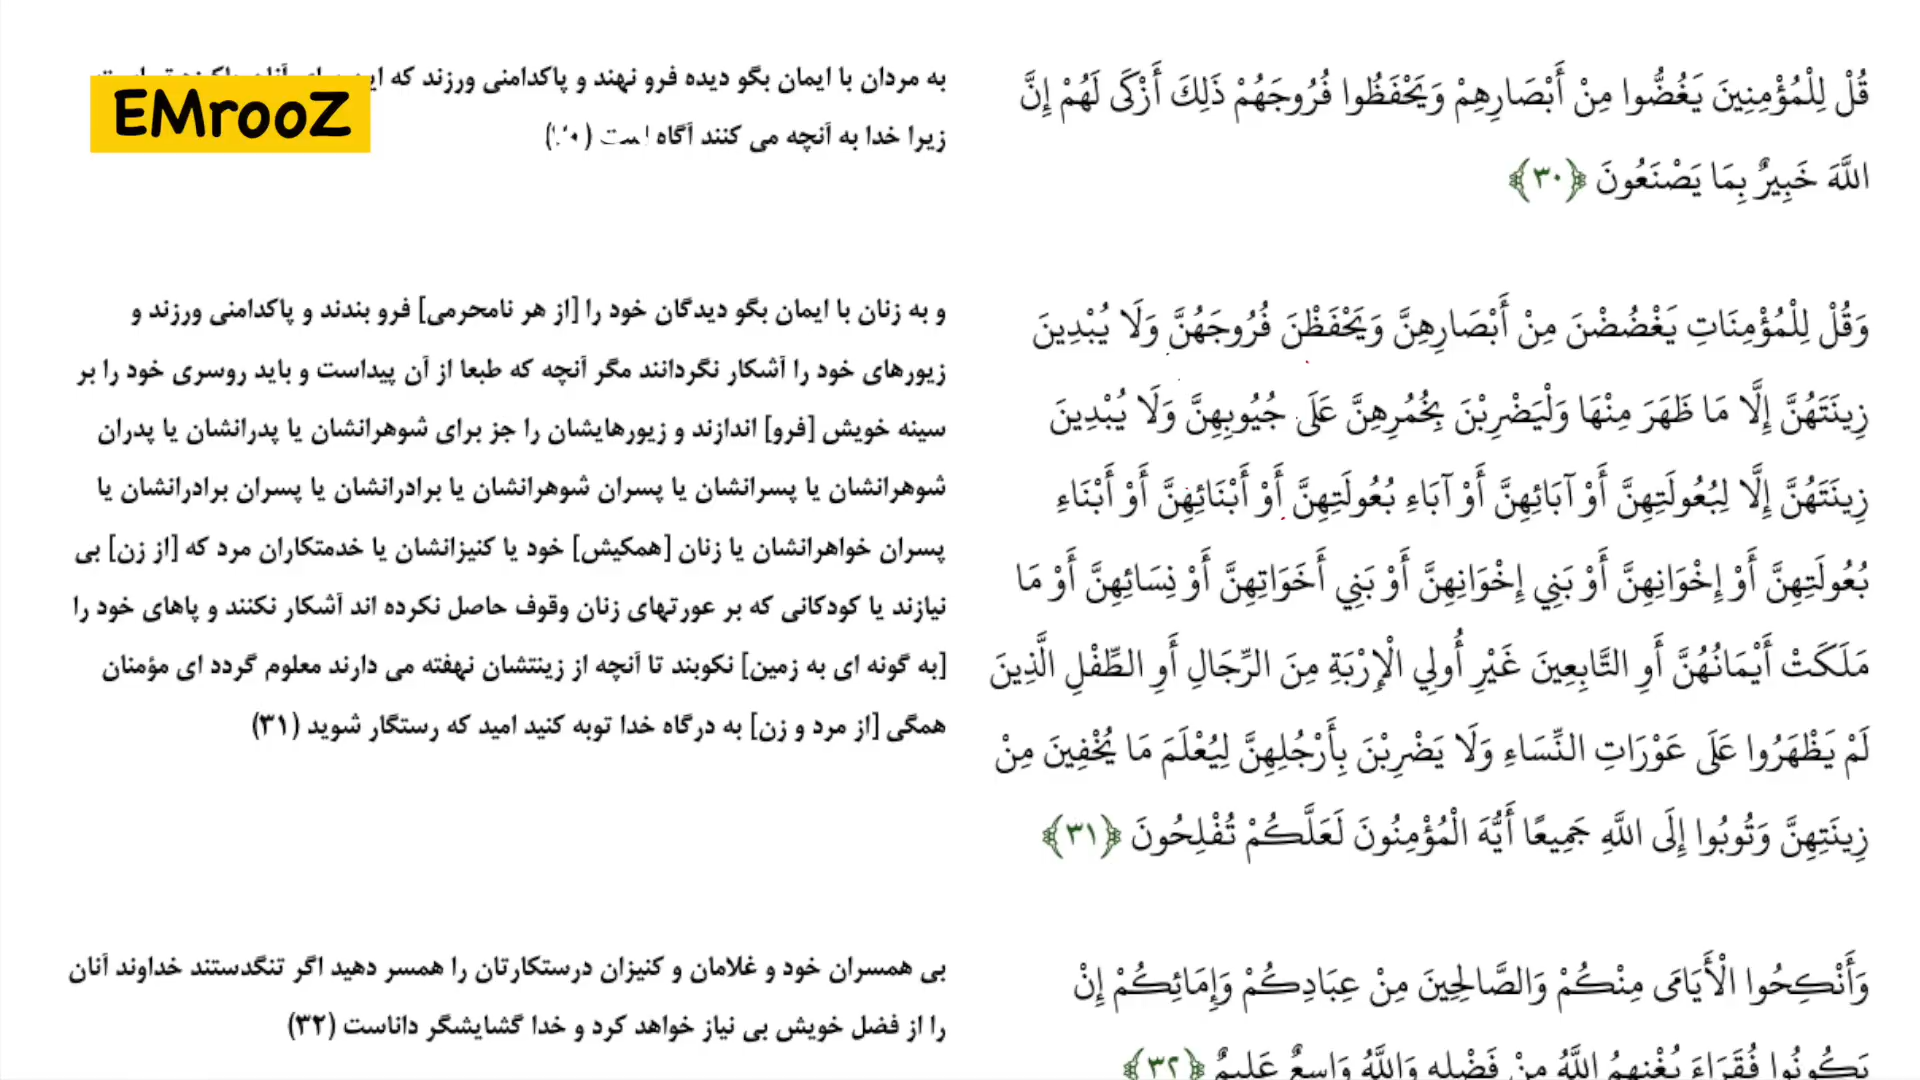 قُلْ لِلْمُؤْمِنِينَ يَغُضُّوا مِنْ أَبْصَارِهِمْ وَيَحْفَظُوا فُرُوجَهُمْ ذَلِكَ أَزْكَى لَهُمْ إِنَّ
اللَّهَ خَبِيرٌ بِمَا يَصْنَعُونَ ﴿٣٠﴾
به مردان با ایمان بگو دیده فرو نهند و پاکدامنی ورزند که
زیرا خدا به آنچه می کنند آگاه است
EMrooZ
وَقُلْ لِلْمُؤْمِنَاتِ يَغْضُضْنَ مِنْ أَبْصَارِهِنَّ وَيَحْفَظْنَ فُرُوجَهُنَّ وَلَا يُبْدِينَ
زِينَتَهُنَّ إِلَّا مَا ظَهَرَ مِنْهَا وَلْيَضْرِبْنَ بِخُمُرِهِنَّ عَلَى جُيُوبِهِنَّ وَلَا يُبْدِينَ
زِينَتَهُنَّ إِلَّا لِبُعُولَتِهِنَّ أَوْ آبَائِهِنَّ أَوْ آبَاءِ بُعُولَتِهِنَّ أَوْ أَبْنَائِهِنَّ أَوْ أَبْنَاءِ
بُعُولَتِهِنَّ أَوْ إِخْوَانِهِنَّ أَوْ بَنِي إِخْوَانِهِنَّ أَوْ بَنِي أَخَوَاتِهِنَّ أَوْ نِسَائِهِنَّ أَوْ مَا
مَلَكَتْ أَيْمَانُهُنَّ أَوِ التَّابِعِينَ غَيْرِ أُولِي الْإِرْبَةِ مِنَ الرِّجَالِ أَوِ الطِّفْلِ الَّذِينَ
لَمْ يَظْهَرُوا عَلَى عَوْرَاتِ النِّسَاءِ وَلَا يَضْرِبْنَ بِأَرْجُلِهِنَّ لِيُعْلَمَ مَا يُخْفِينَ مِنْ
زِينَتِهِنَّ وَتُوبُوا إِلَى اللَّهِ جَمِيعًا أَيُّهَ الْمُؤْمِنُونَ لَعَلَّكُمْ تُفْلِحُونَ ﴿٣١﴾
و به زنان با ایمان بگو دیدگان خود را [از هر نامحرمی] فرو بندند و پاکدامنی ورزند و
زیورهای خود را آشکار نگردانند مگر آنچه که طبعا از آن پیداست و باید روسری خود را بر
سینه خویش [فرو] اندازند و زیورهایشان را جز برای شوهرانشان یا پدرانشان یا پدران
شوهرانشان یا پسرانشان یا پسران شوهرانشان یا برادرانشان یا پسران برادرانشان یا
پسران خواهرانشان یا زنان [همکیش] خود یا کنیزانشان یا خدمتکاران مرد که [از زن] بی
نیازند یا کودکانی که بر عورتهای زنان وقوف حاصل نکرده اند آشکار نکنند و پاهای خود را
[به گونه ای به زمین] نکوبند تا آنچه از زینتشان نهفته می دارند معلوم گردد ای مؤمنان
همگی [از مرد و زن] به درگاه خدا توبه کنید امید که رستگار شوید (۳۱)
وَأَنْكِحُوا الْأَيَامَى مِنْكُمْ وَالصَّالِحِينَ مِنْ عِبَادِكُمْ وَإِمَائِكُمْ إِنْ
يَكُونُوا فُقَرَاءَ يُغْنِهِمُ اللَّهُ مِنْ فَضْلِهِ وَاللَّهُ وَاسِعٌ عَلِيمٌ ﴿٣٢﴾
بی همسران خود و غلامان و کنیزان درستکارتان را همسر دهید اگر تنگدستند خداوند آنان
را از فضل خویش بی نیاز خواهد کرد و خدا گشایشگر داناست (۳۲)